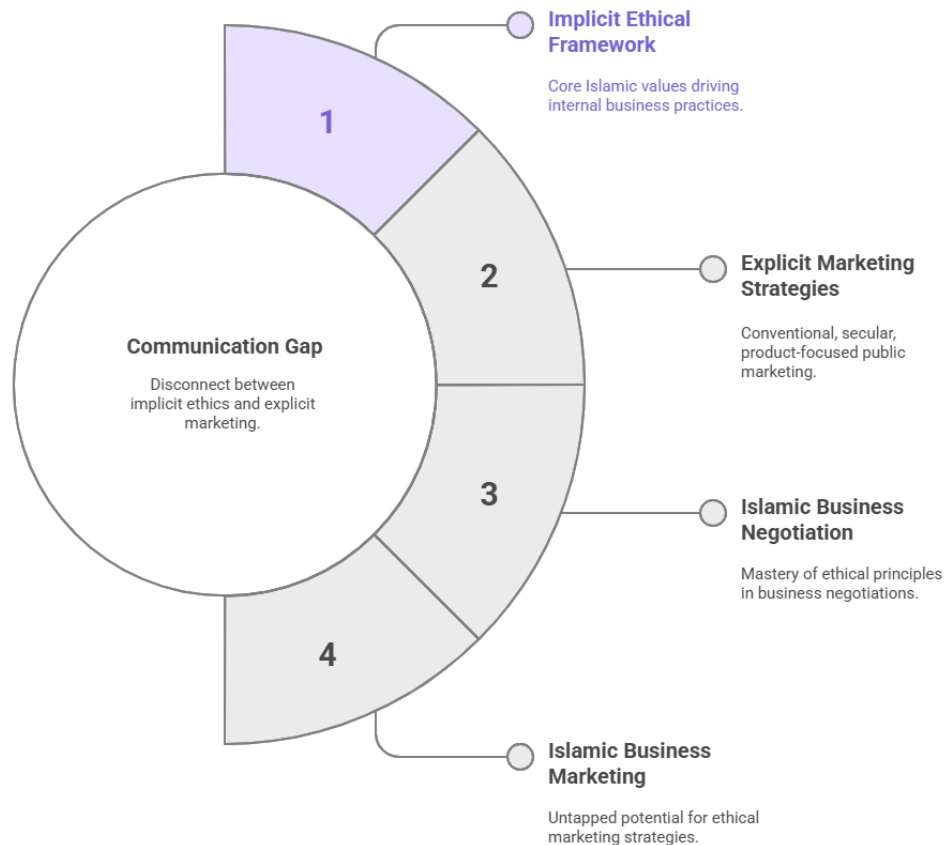 Implicit Ethical
Framework
Core Islamic values driving
internal business practices.
1
2
Explicit Marketing
Strategies
Conventional, secular,
product-focused public
marketing.
Communication Gap
Disconnect between
implicit ethics and explicit
marketing.
3
Islamic Business
Negotiation
Mastery of ethical principles
in business negotiations.
4
Islamic Business
Marketing
Untapped potential for ethical
marketing strategies.